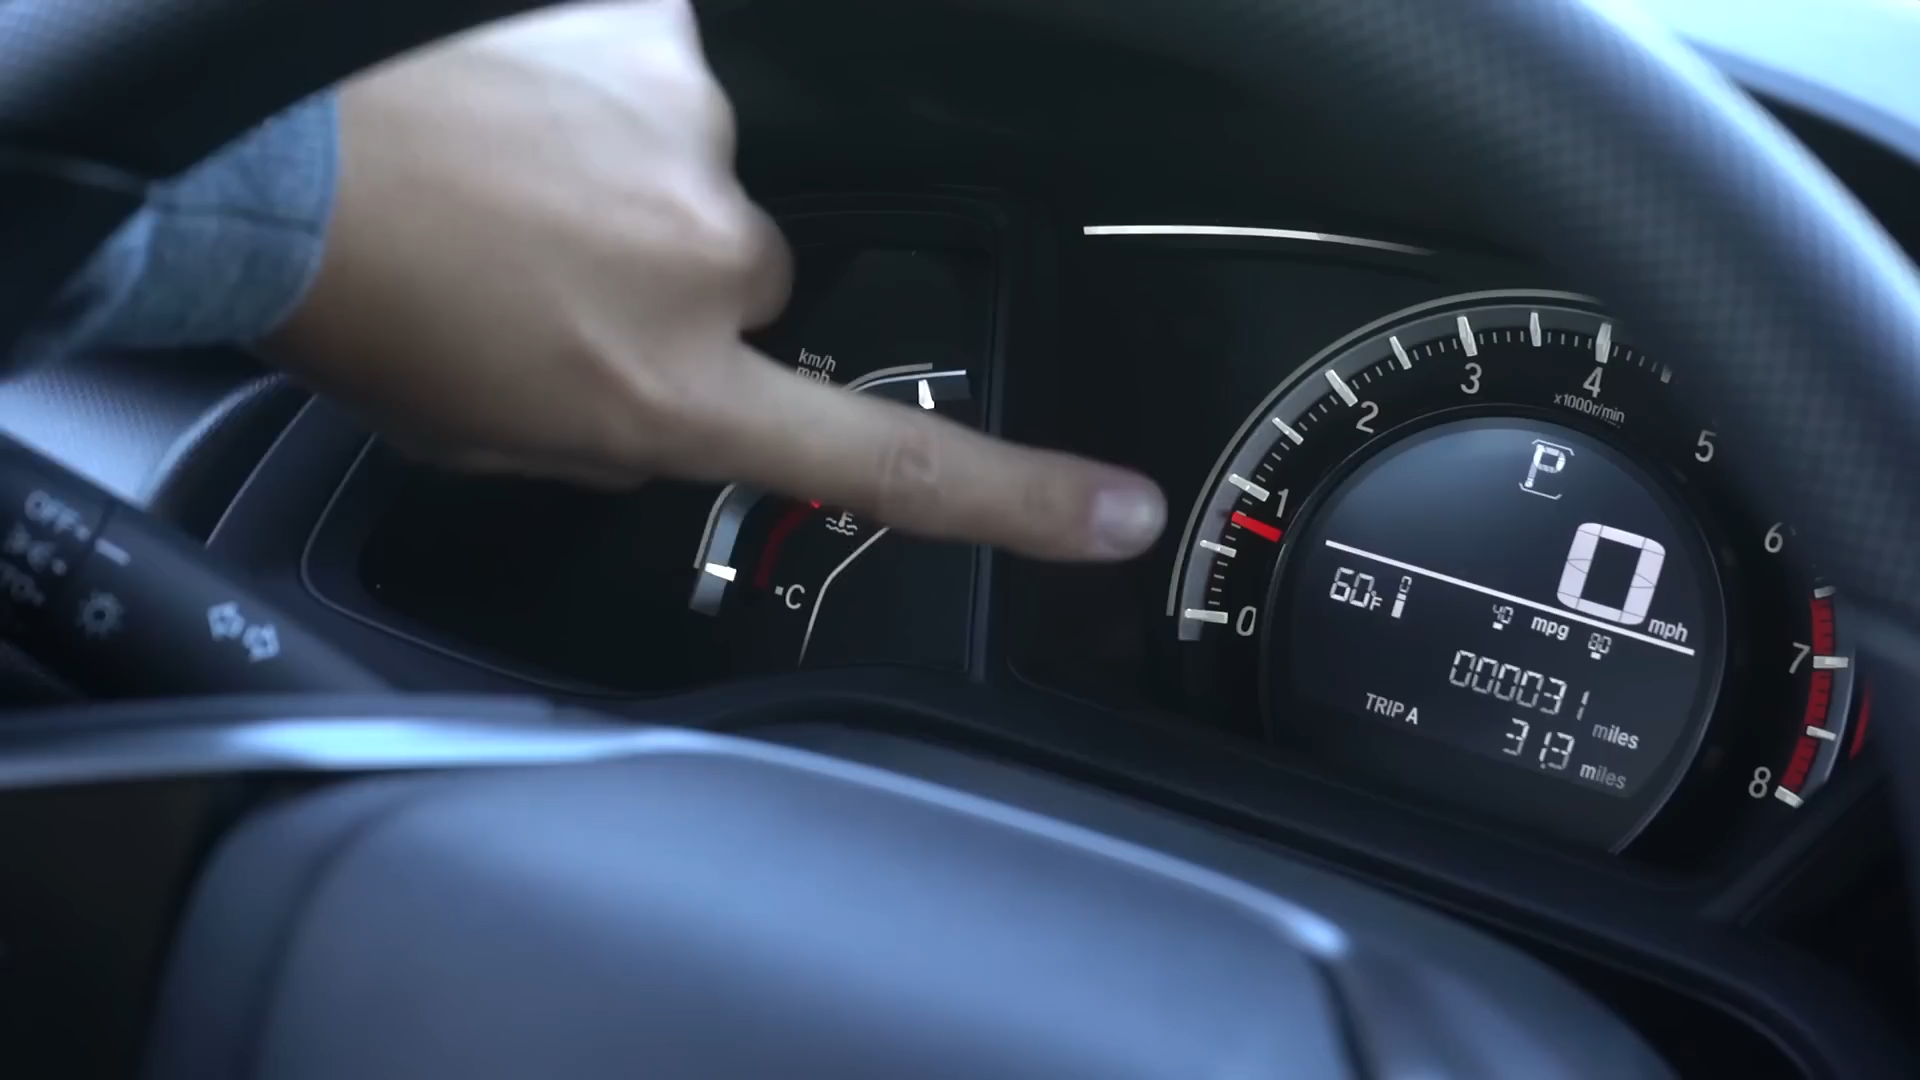 km/h
mph
°C
OFF
0
1
2
3
4
5
6
7
8
x1000r/min
P
0 mph
60°F
40 mpg 80
000031 miles
TRIP A
31.3 miles